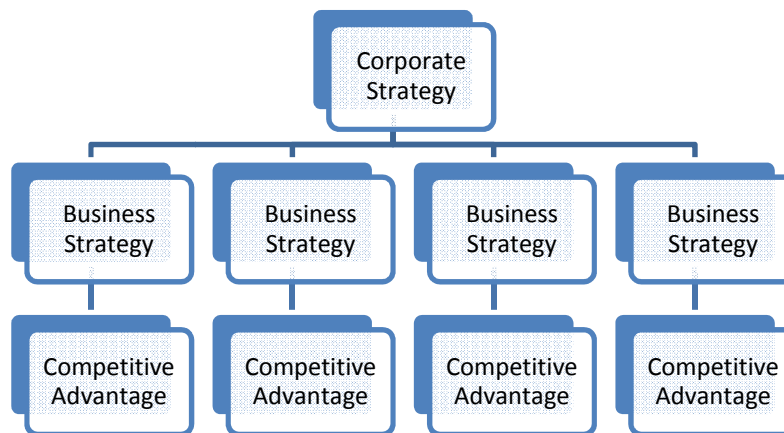 Corporate
Strategy
Business
Strategy
Business
Strategy
Business
Strategy
Business
Strategy
Competitive
Advantage
Competitive
Advantage
Competitive
Advantage
Competitive
Advantage